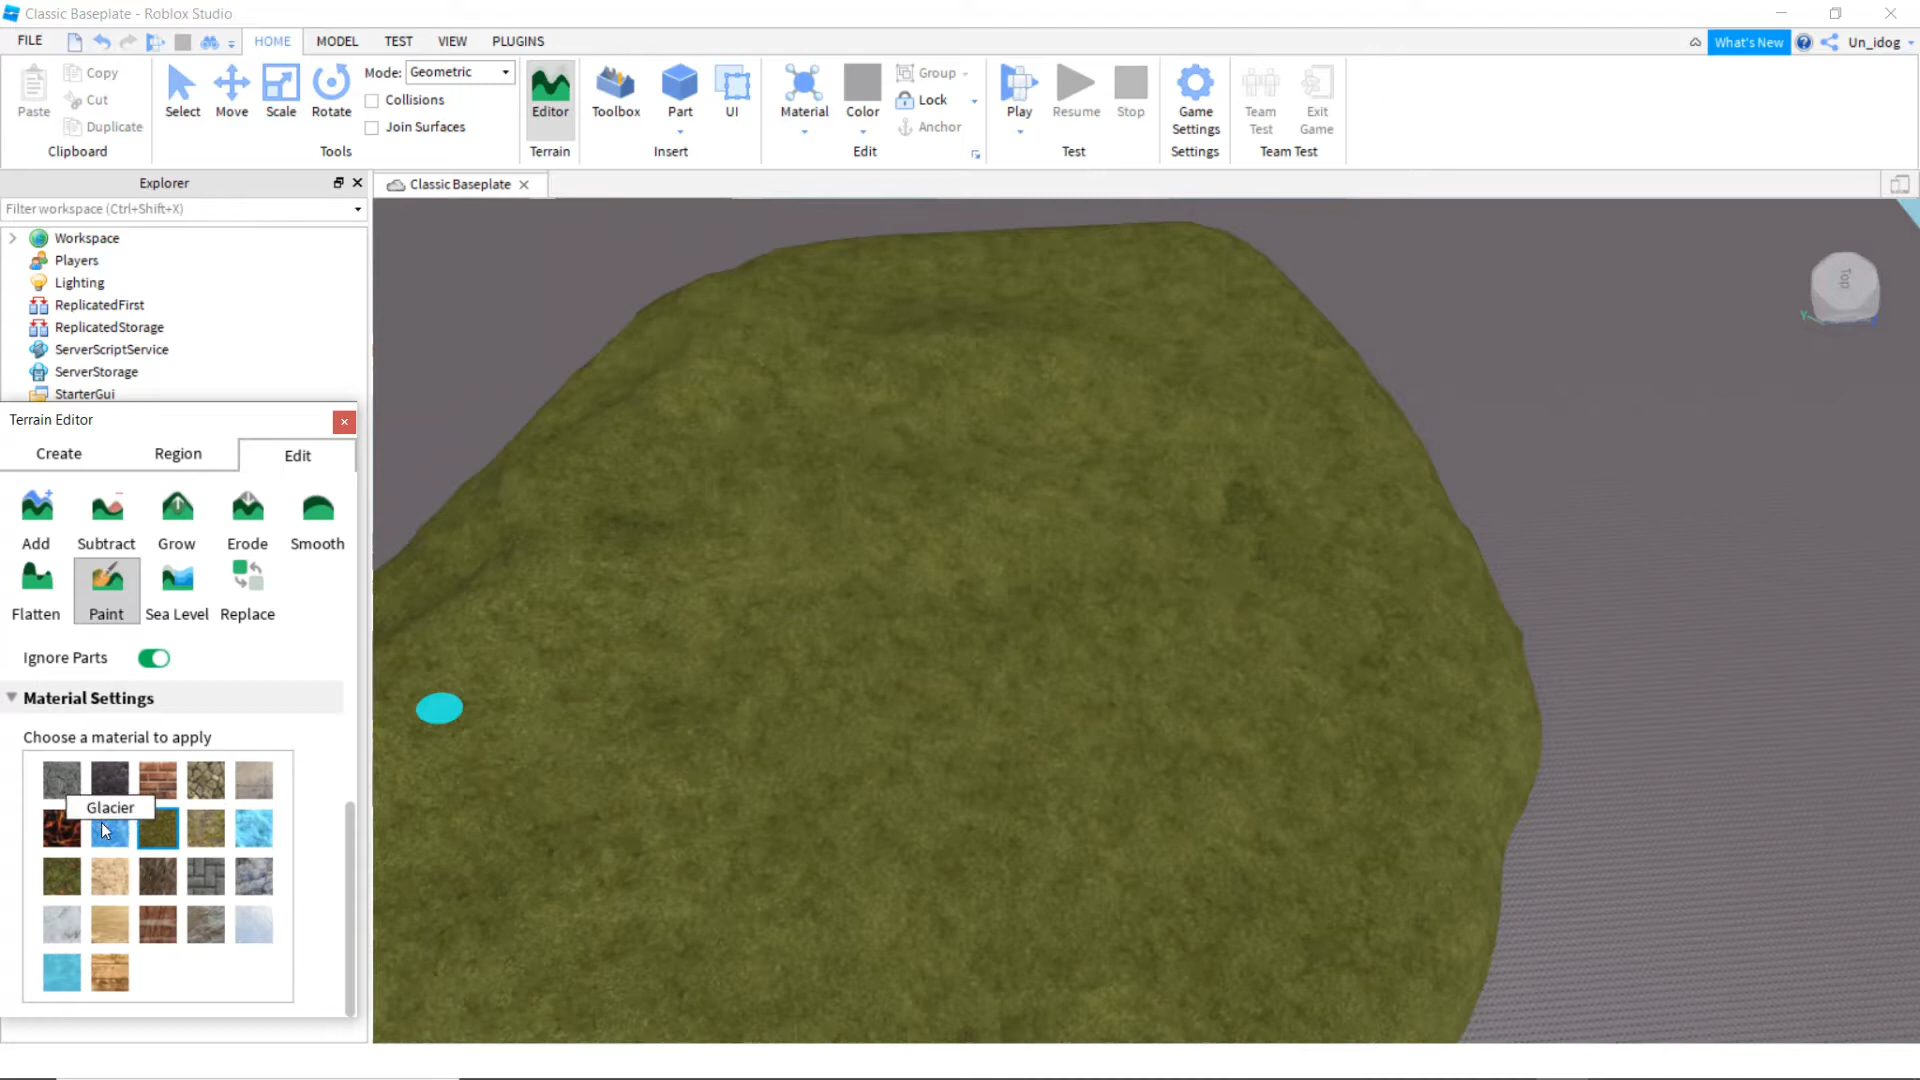 Classic Baseplate - Roblox Studio
FILE HOME MODEL TEST VIEW PLUGINS What's New Un_idog
Paste
Copy
Cut
Duplicate
Clipboard
Select
Move
Scale
Rotate
Mode: Geometric
Collisions
Join Surfaces
Tools
Editor
Terrain
Toolbox
Part
UI
Insert
Material
Color
Group
Lock
Anchor
Edit
Play
Resume
Stop
Test
Game
Settings
Settings
Team
Test
Exit
Game
Team Test
Explorer
Filter workspace (Ctrl+Shift+X)
Workspace
Players
Lighting
ReplicatedFirst
ReplicatedStorage
ServerScriptService
ServerStorage
StarterGui
Classic Baseplate
Top
Y
Terrain Editor
Create Region Edit
Add Subtract Grow Erode Smooth
Flatten Paint Sea Level Replace
Ignore Parts
Material Settings
Choose a material to apply
Glacier